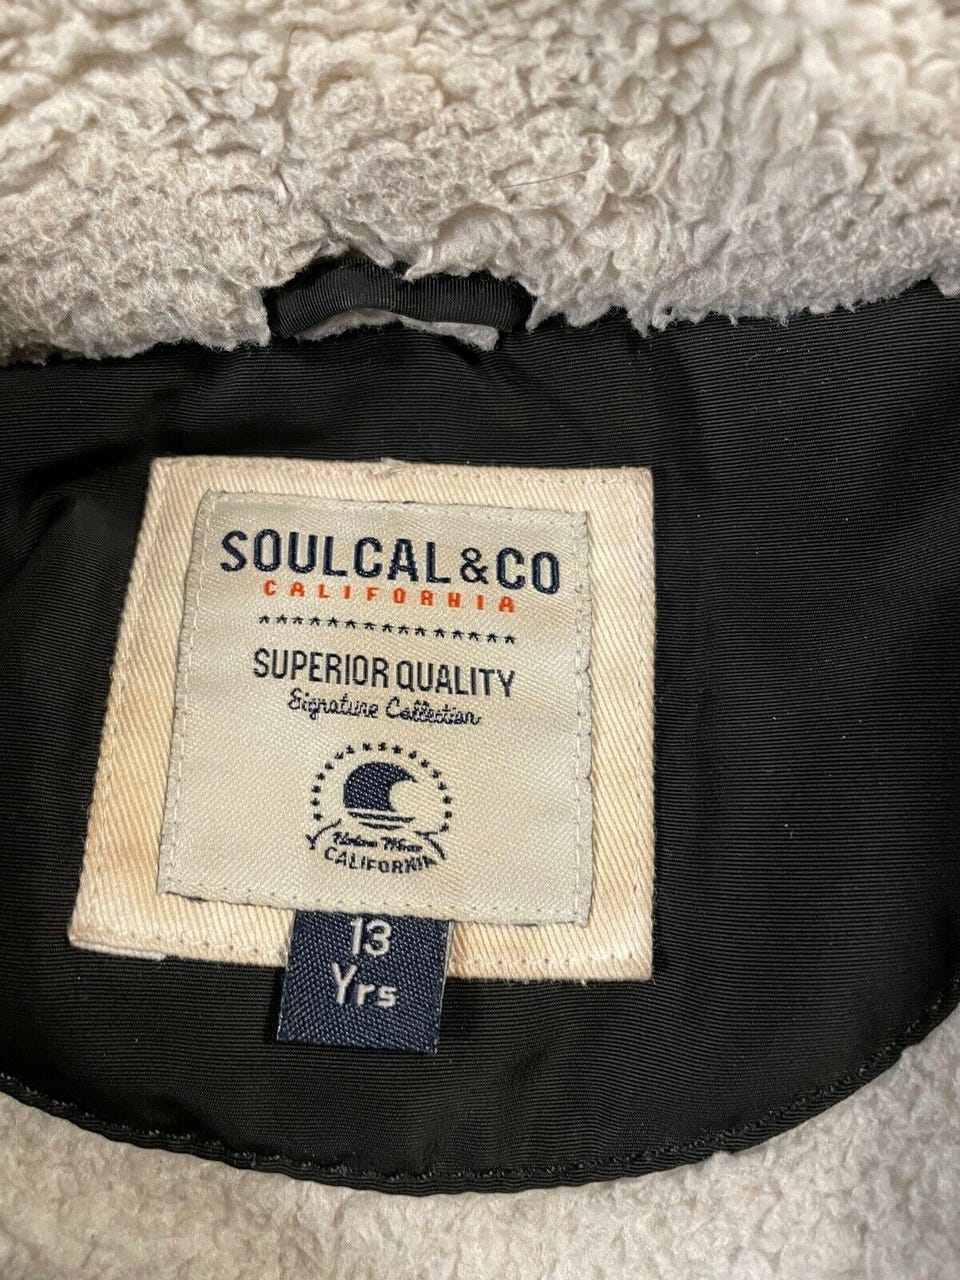 SOULCAL&CO
CALIFORNIA
SUPERIOR QUALITY
Signature Collection
CALIFORNIA
13
Yrs